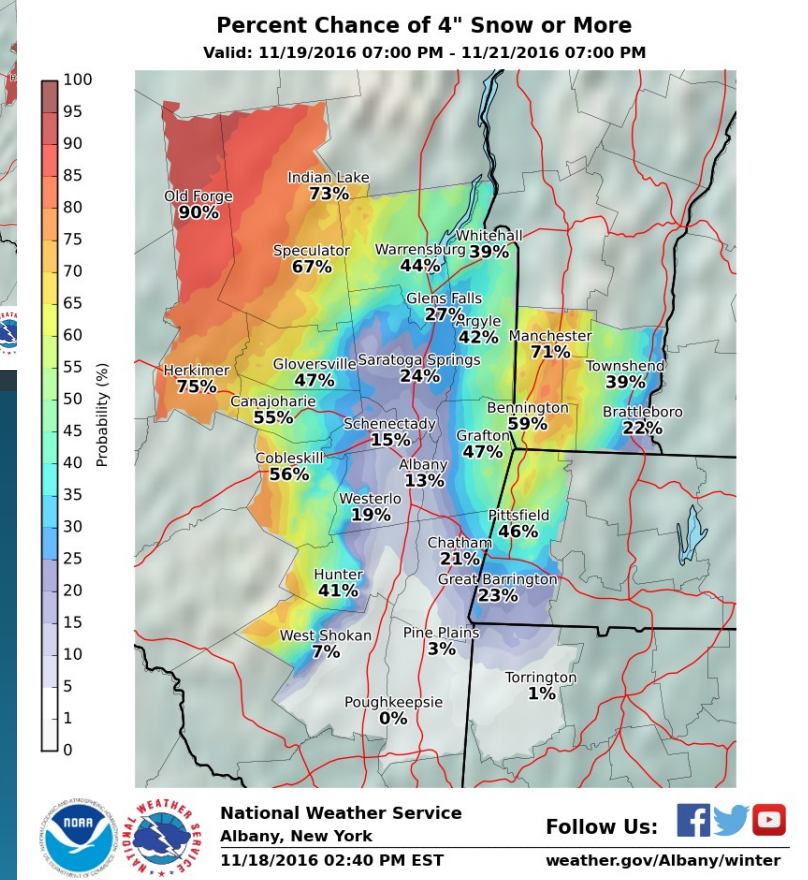 Percent Chance of 4" Snow or More
Valid: 11/19/2016 07:00 PM - 11/21/2016 07:00 PM
100
95
90
85
80
75
70
65
60
55
50
45
40
35
30
25
20
15
10
5
1
0
Probability (%)
Old Forge
90%
Indian Lake
73%
Speculator
67%
Warrensburg
44%
Whitehall
39%
Glens Falls
27%
Argyle
42%
Manchester
71%
Townshend
39%
Herkimer
75%
Gloversville
47%
Saratoga Springs
24%
Canajoharie
55%
Schenectady
15%
Bennington
59%
Brattleboro
22%
Grafton
47%
Cobleskill
56%
Albany
13%
Westerlo
19%
Pittsfield
46%
Chatham
21%
Hunter
41%
Great Barrington
23%
West Shokan
7%
Pine Plains
3%
Torrington
1%
Poughkeepsie
0%
NOAA
NATIONAL WEATHER SERVICE
National Weather Service
Albany, New York
11/18/2016 02:40 PM EST
Follow Us:
weather.gov/Albany/winter